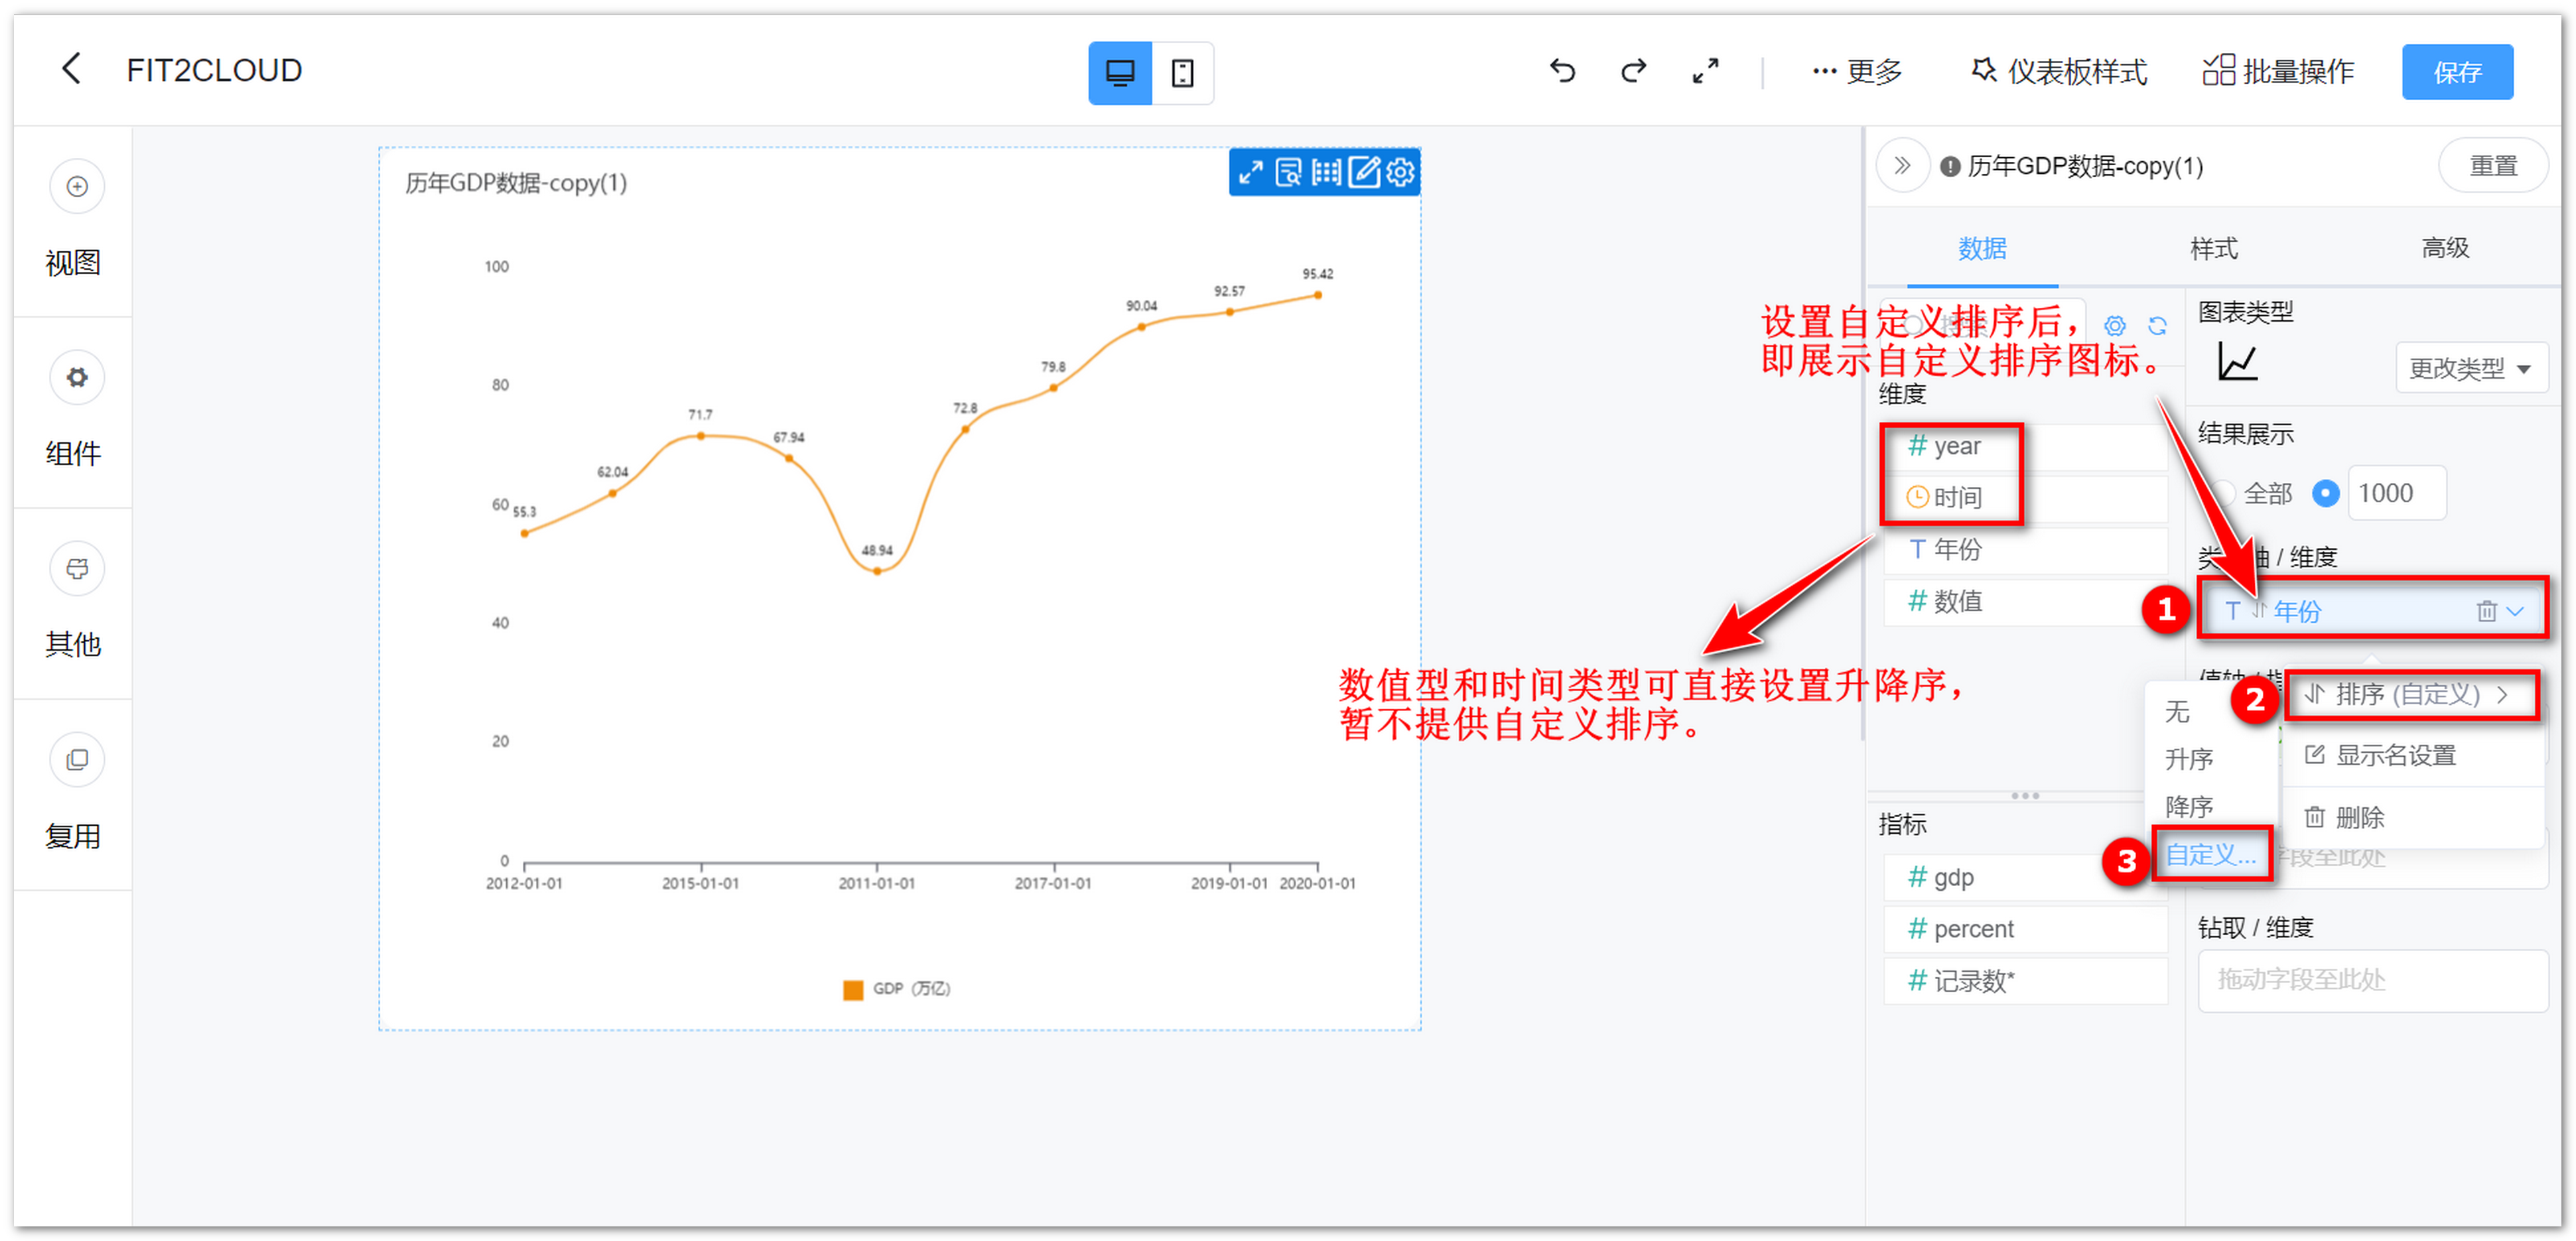 FIT2CLOUD
更多
仪表板样式
批量操作
保存
视图
组件
其他
复用
历年GDP数据-copy(1)
100
80
60
40
20
0
55.3
62.04
71.7
67.94
48.94
72.8
79.8
90.04
92.57
95.42
2012-01-01
2015-01-01
2011-01-01
2017-01-01
2019-01-01
2020-01-01
GDP (万亿)
历年GDP数据-copy(1)
重置
数据
样式
高级
设置自定义排序后，
即展示自定义排序图标。
维度
# year
时间
T 年份
# 数值
数值型和时间类型可直接设置升降序，
暂不提供自定义排序。
指标
# gdp
# percent
# 记录数*
图表类型
更改类型
结果展示
全部
1000
/ 维度
1
T 年份
2
排序 (自定义)
显示名设置
删除
无
升序
降序
3
自定义...
字段至此处
钻取 / 维度
拖动字段至此处